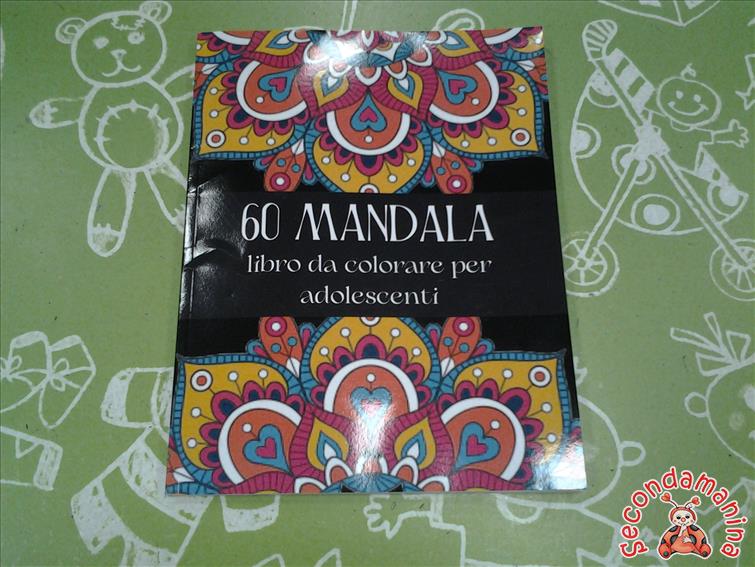 60 MANDALA
libro da colorare per
adolescenti
secondamanina